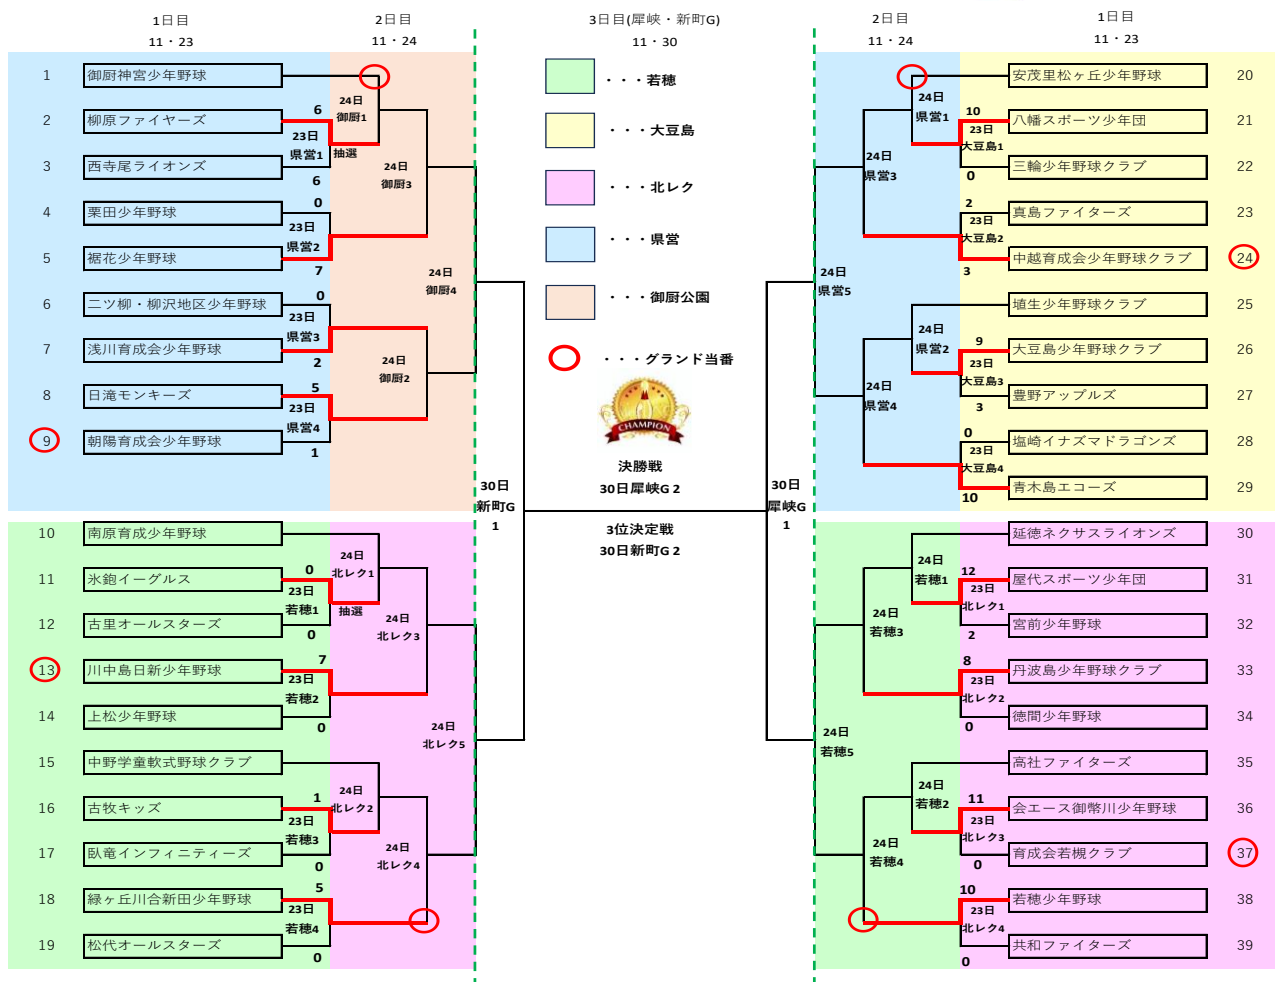 1日目
11・23
2日目
11・24
3日目(犀峡・新町G)
11・30
2日目
11・24
1日目
11・23
1 御厨神宮少年野球
2 柳原ファイヤーズ
3 西寺尾ライオンズ
4 栗田少年野球
5 裾花少年野球
6 二ツ柳・柳沢地区少年野球
7 浅川育成会少年野球
8 日滝モンキーズ
9 朝陽育成会少年野球
10 南原育成少年野球
11 氷鉋イーグルス
12 古里オールスターズ
13 川中島日新少年野球
14 上松少年野球
15 中野学童軟式野球クラブ
16 古牧キッズ
17 臥竜インフィニティーズ
18 緑ヶ丘川合新田少年野球
19 松代オールスターズ
6
23日
県営1
6
0
23日
県営2
7
0
23日
県営3
2
5
23日
県営4
1
0
23日
若穂1
0
7
23日
若穂2
0
1
23日
若穂3
0
5
23日
若穂4
0
24日
御厨1
抽選
24日
御厨3
24日
御厨2
24日
御厨4
24日
北レク1
抽選
24日
北レク3
24日
北レク2
24日
北レク4
24日
北レク5
30日
新町G
1
・・・若穂
・・・大豆島
・・・北レク
・・・県営
・・・御厨公園
・・・グランド当番
CHAMPION
決勝戦
30日犀峡G2
3位決定戦
30日新町G2
30日
犀峡G
1
24日
県営1
24日
県営3
24日
県営5
24日
県営2
24日
県営4
24日
若穂1
24日
若穂3
24日
若穂5
24日
若穂2
24日
若穂4
10
23日
大豆島1
0
2
23日
大豆島2
3
9
23日
大豆島3
3
0
23日
大豆島4
10
12
23日
北レク1
2
8
23日
北レク2
0
11
23日
北レク3
0
10
23日
北レク4
0
安茂里松ヶ丘少年野球 20
八幡スポーツ少年団 21
三輪少年野球クラブ 22
真島ファイターズ 23
中越育成会少年野球クラブ 24
埴生少年野球クラブ 25
大豆島少年野球クラブ 26
豊野アップルズ 27
塩崎イナズマドラゴンズ 28
青木島エコーズ 29
延徳ネクサスライオンズ 30
屋代スポーツ少年団 31
宮前少年野球 32
丹波島少年野球クラブ 33
徳間少年野球 34
高社ファイターズ 35
会エース御幣川少年野球 36
育成会若槻クラブ 37
若穂少年野球 38
共和ファイターズ 39